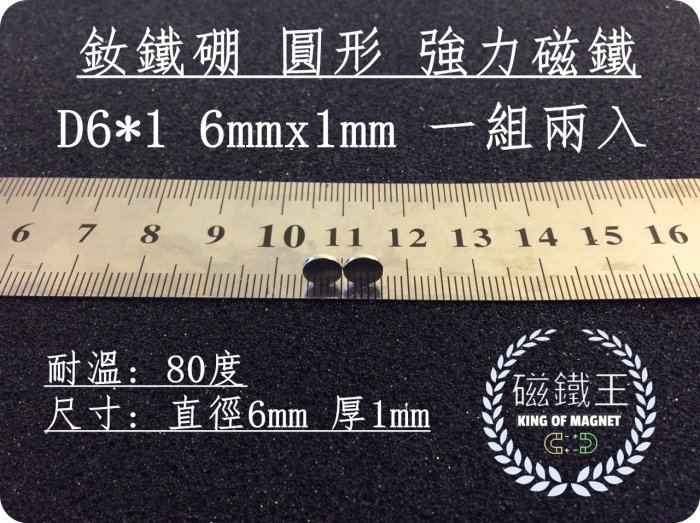 釹鐵硼 圓形 強力磁鐵
D6*1 6mmx1mm 一組兩入
6 7 8 9 10 11 12 13 14 15 16
耐溫: 80度
尺寸: 直徑6mm 厚1mm
磁鐵王
KING OF MAGNET